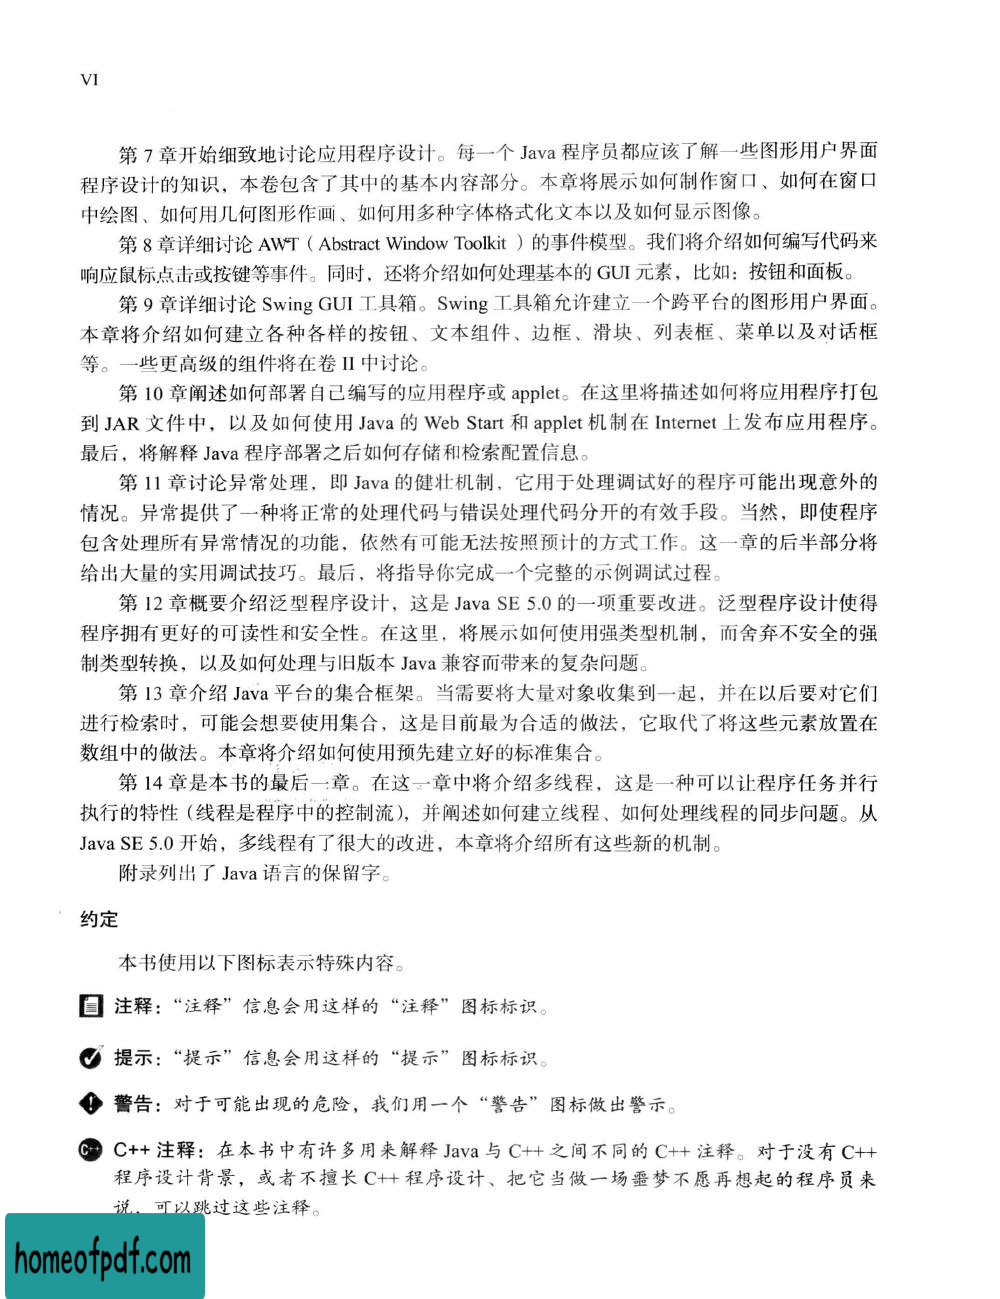 VI
第 7 章开始细致地讨论应用程序设计。每一个 Java 程序员都应该了解一些图形用户界面
程序设计的知识，本卷包含了其中的基本内容部分。本章将展示如何制作窗口、如何在窗口
中绘图、如何用几何图形作画、如何用多种字体格式化文本以及如何显示图像。
第 8 章详细讨论 AWT（Abstract Window Toolkit ）的事件模型。我们将介绍如何编写代码来
响应鼠标点击或按键等事件。同时，还将介绍如何处理基本的 GUI 元素，比如：按钮和面板。
第 9 章详细讨论 Swing GUI 工具箱。Swing 工具箱允许建立一个跨平台的图形用户界面。
本章将介绍如何建立各种各样的按钮、文本组件、边框、滑块、列表框、菜单以及对话框
等。一些更高级的组件将在卷 II 中讨论。
第 10 章阐述如何部署自己编写的应用程序或 applet。在这里将描述如何将应用程序打包
到 JAR 文件中，以及如何使用 Java 的 Web Start 和 applet 机制在 Internet 上发布应用程序。
最后，将解释 Java 程序部署之后如何存储和检索配置信息。
第 11 章讨论异常处理，即 Java 的健壮机制，它用于处理调试好的程序可能出现意外的
情况。异常提供了一种将正常的处理代码与错误处理代码分开的有效手段。当然，即使程序
包含处理所有异常情况的功能，依然有可能无法按照预计的方式工作。这一章的后半部分将
给出大量的实用调试技巧。最后，将指导你完成一个完整的示例调试过程。
第 12 章概要介绍泛型程序设计，这是 Java SE 5.0 的一项重要改进。泛型程序设计使得
程序拥有更好的可读性和安全性。在这里，将展示如何使用强类型机制，而舍弃不安全的强
制类型转换，以及如何处理与旧版本 Java 兼容而带来的复杂问题。
第 13 章介绍 Java 平台的集合框架。当需要将大量对象收集到一起，并在以后要对它们
进行检索时，可能会想要使用集合，这是目前最为合适的做法，它取代了将这些元素放置在
数组中的做法。本章将介绍如何使用预先建立好的标准集合。
第 14 章是本书的最后一章。在这一章中将介绍多线程，这是一种可以让程序任务并行
执行的特性（线程是程序中的控制流），并阐述如何建立线程、如何处理线程的同步问题。从
Java SE 5.0 开始，多线程有了很大的改进，本章将介绍所有这些新的机制。
附录列出了 Java 语言的保留字。
约定
本书使用以下图标表示特殊内容。
注释：“注释”信息会用这样的“注释”图标标识。
提示：“提示”信息会用这样的“提示”图标标识。
警告：对于可能出现的危险，我们用一个“警告”图标做出警示。
C++ C++ 注释：在本书中有许多用来解释 Java 与 C++ 之间不同的 C++ 注释。对于没有 C++
程序设计背景，或者不擅长 C++ 程序设计、把它当做一场噩梦不愿再想起的程序员来
说，可以跳过这些注释。
homeofpdf.com